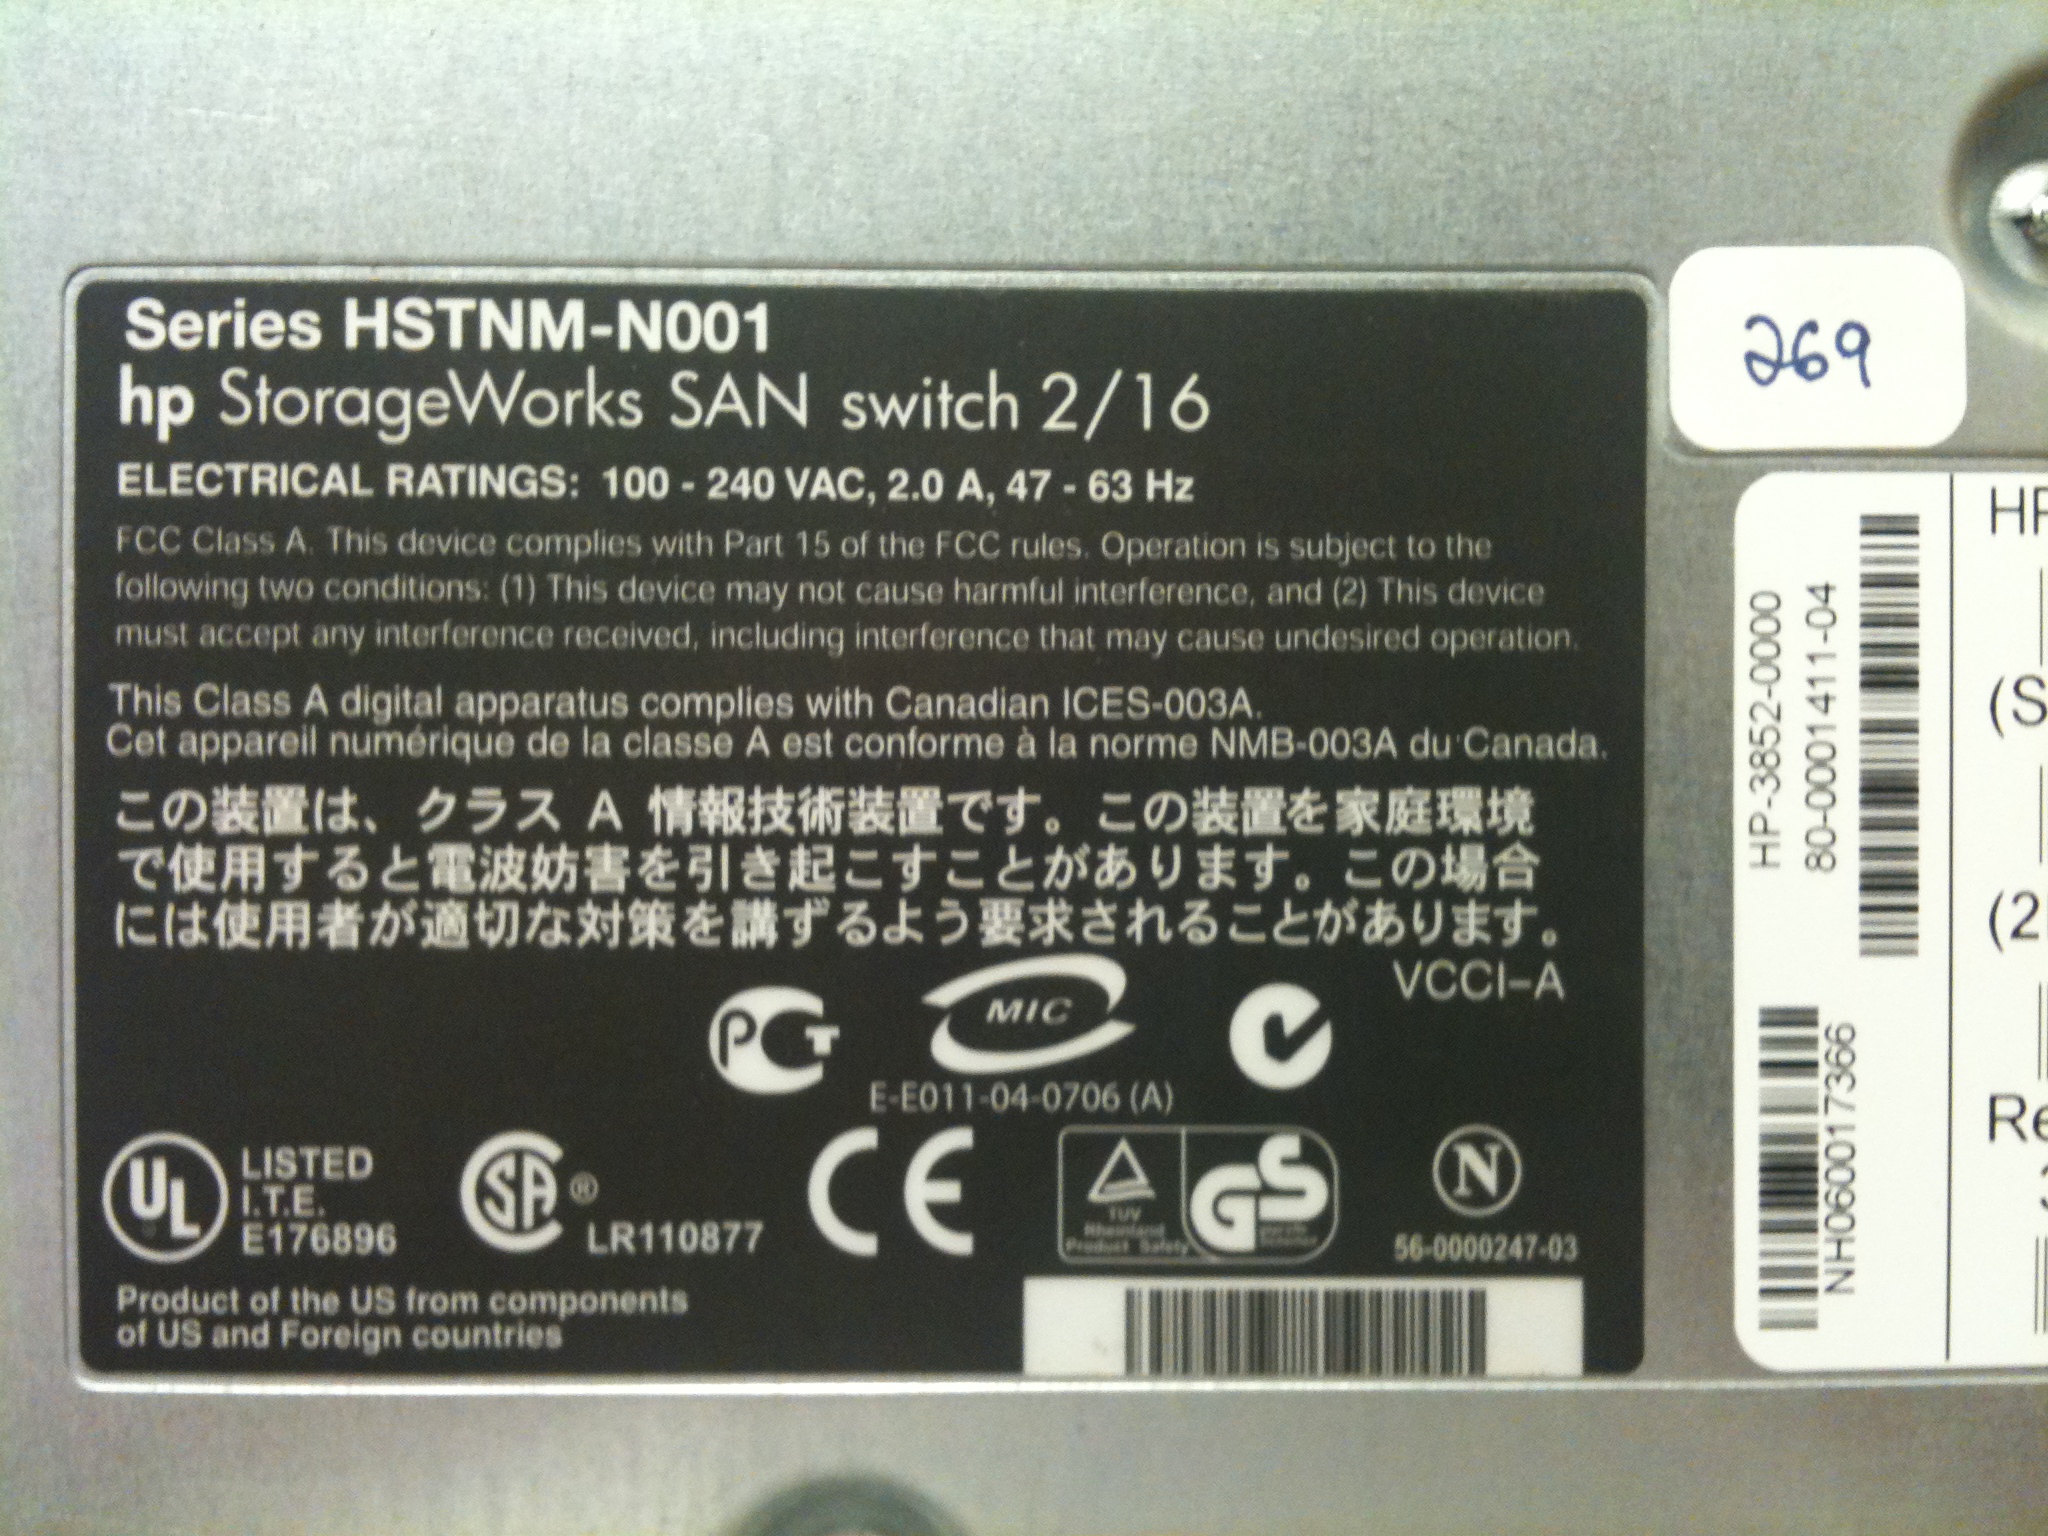 Series HSTNM-N001
hp StorageWorks SAN switch 2/16
ELECTRICAL RATINGS: 100 - 240 VAC, 2.0 A, 47 - 63 Hz
FCC Class A. This device complies with Part 15 of the FCC rules. Operation is subject to the
following two conditions: (1) This device may not cause harmful interference, and (2) This device
must accept any interference received, including interference that may cause undesired operation.
This Class A digital apparatus complies with Canadian ICES-003A.
Cet appareil numérique de la classe A est conforme à la norme NMB-003A du Canada.
この装置は、クラス A 情報技術装置です。この装置を家庭環境
で使用すると電波妨害を引き起こすことがあります。この場合
には使用者が適切な対策を講ずるよう要求されることがあります。
VCCI-A
PCT
MIC
E-E011-04-0706 (A)
UL
LISTED
I.T.E.
E176896
SA ®
LR110877
CE
TUV
Rheinland
Product Safety
GS
N
56-0000247-03
Product of the US from components
of US and Foreign countries
269
HP-3852-0000
80-0001411-04
NH060017366
HP
(S
(2
Re